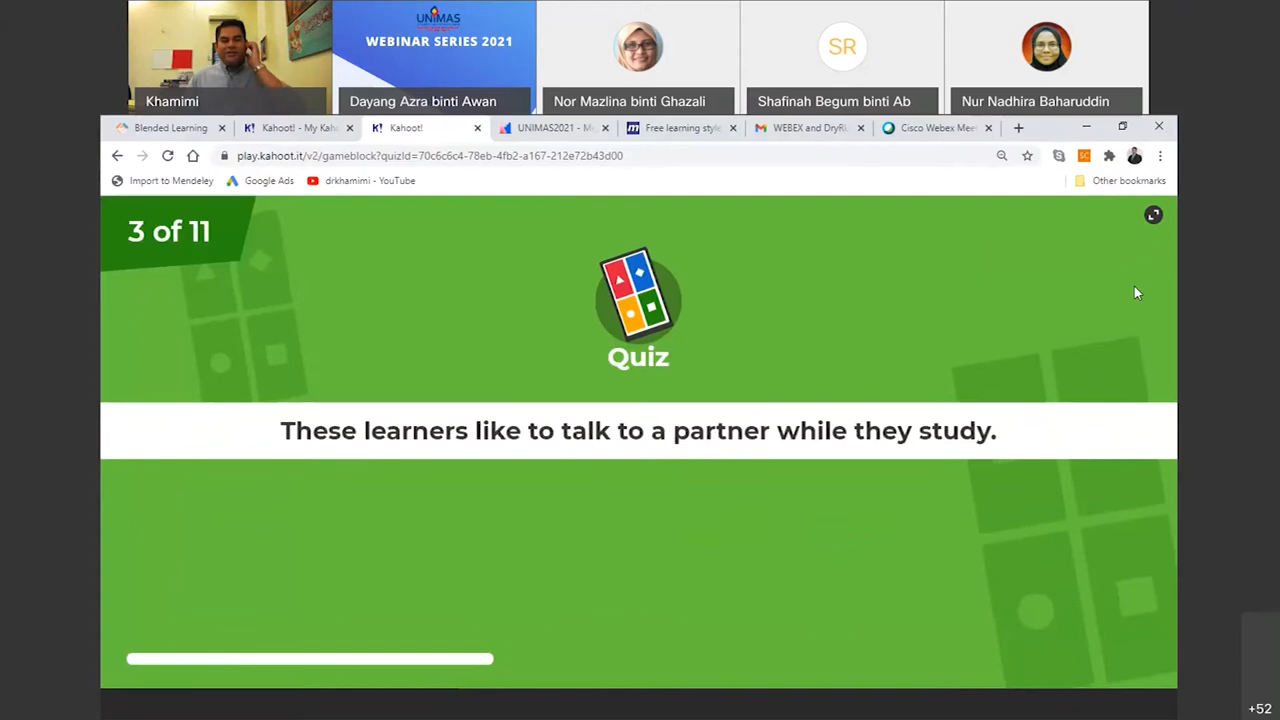 UNIMAS
WEBINAR SERIES 2021
SR
Khamimi
Dayang Azra binti Awan
Nor Mazlina binti Ghazali
Shafinah Begum binti Ab
Nur Nadhira Baharuddin
Blended Learning
K! Kahoot! - My Kah
K! Kahoot!
UNIMAS2021 - M
Free learning style
WEBEX and DryRU
Cisco Webex Mee
play.kahoot.it/v2/gameblock?quizId=70c6c6c4-78eb-4fb2-a167-212e72b43d00
SC
Import to Mendeley
Google Ads
drkhamimi - YouTube
Other bookmarks
3 of 11
Quiz
These learners like to talk to a partner while they study.
+52